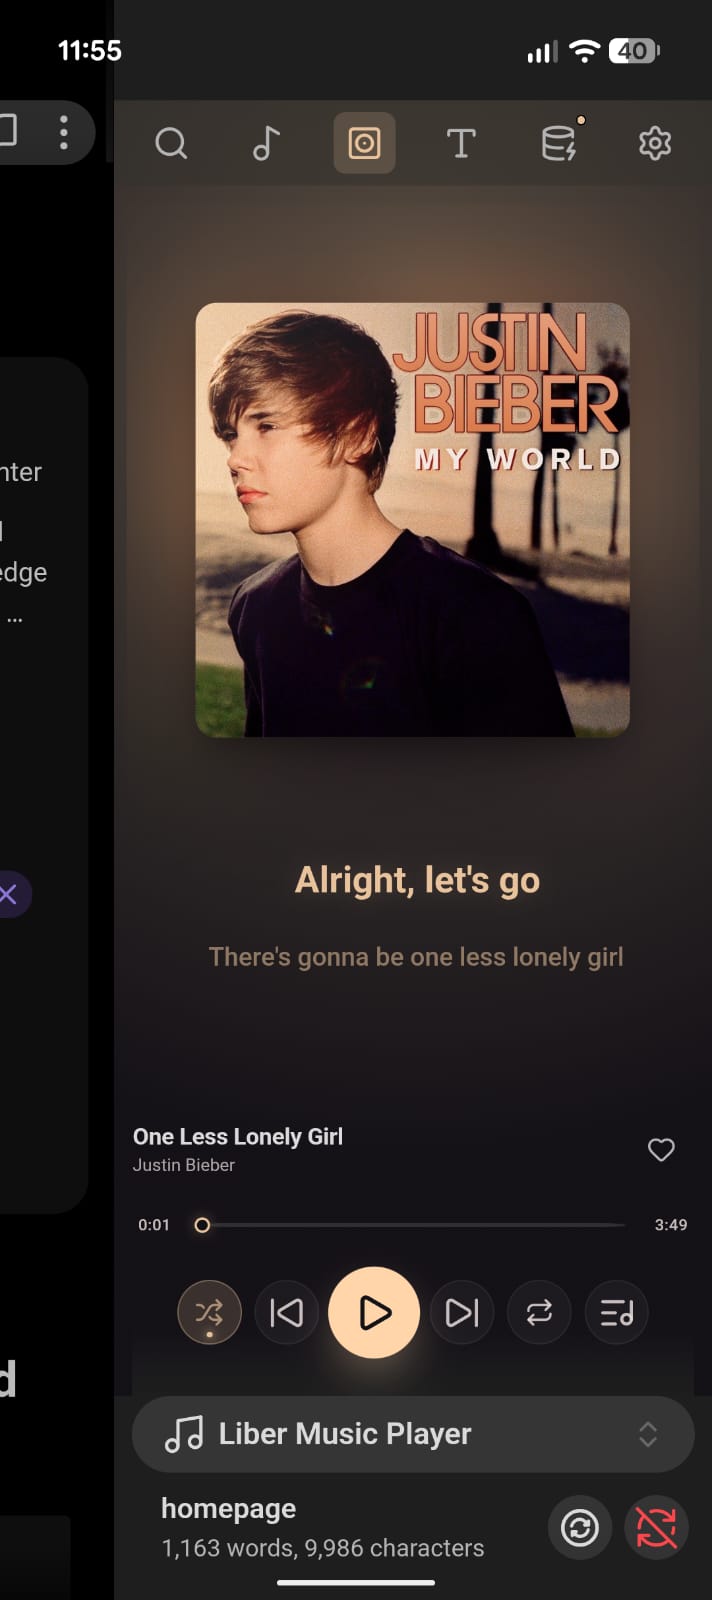 11:55
40
nter
edge
...
d
JUSTIN
BIEBER
MY WORLD
Alright, let's go
There's gonna be one less lonely girl
One Less Lonely Girl
Justin Bieber
0:01
3:49
Liber Music Player
homepage
1,163 words, 9,986 characters